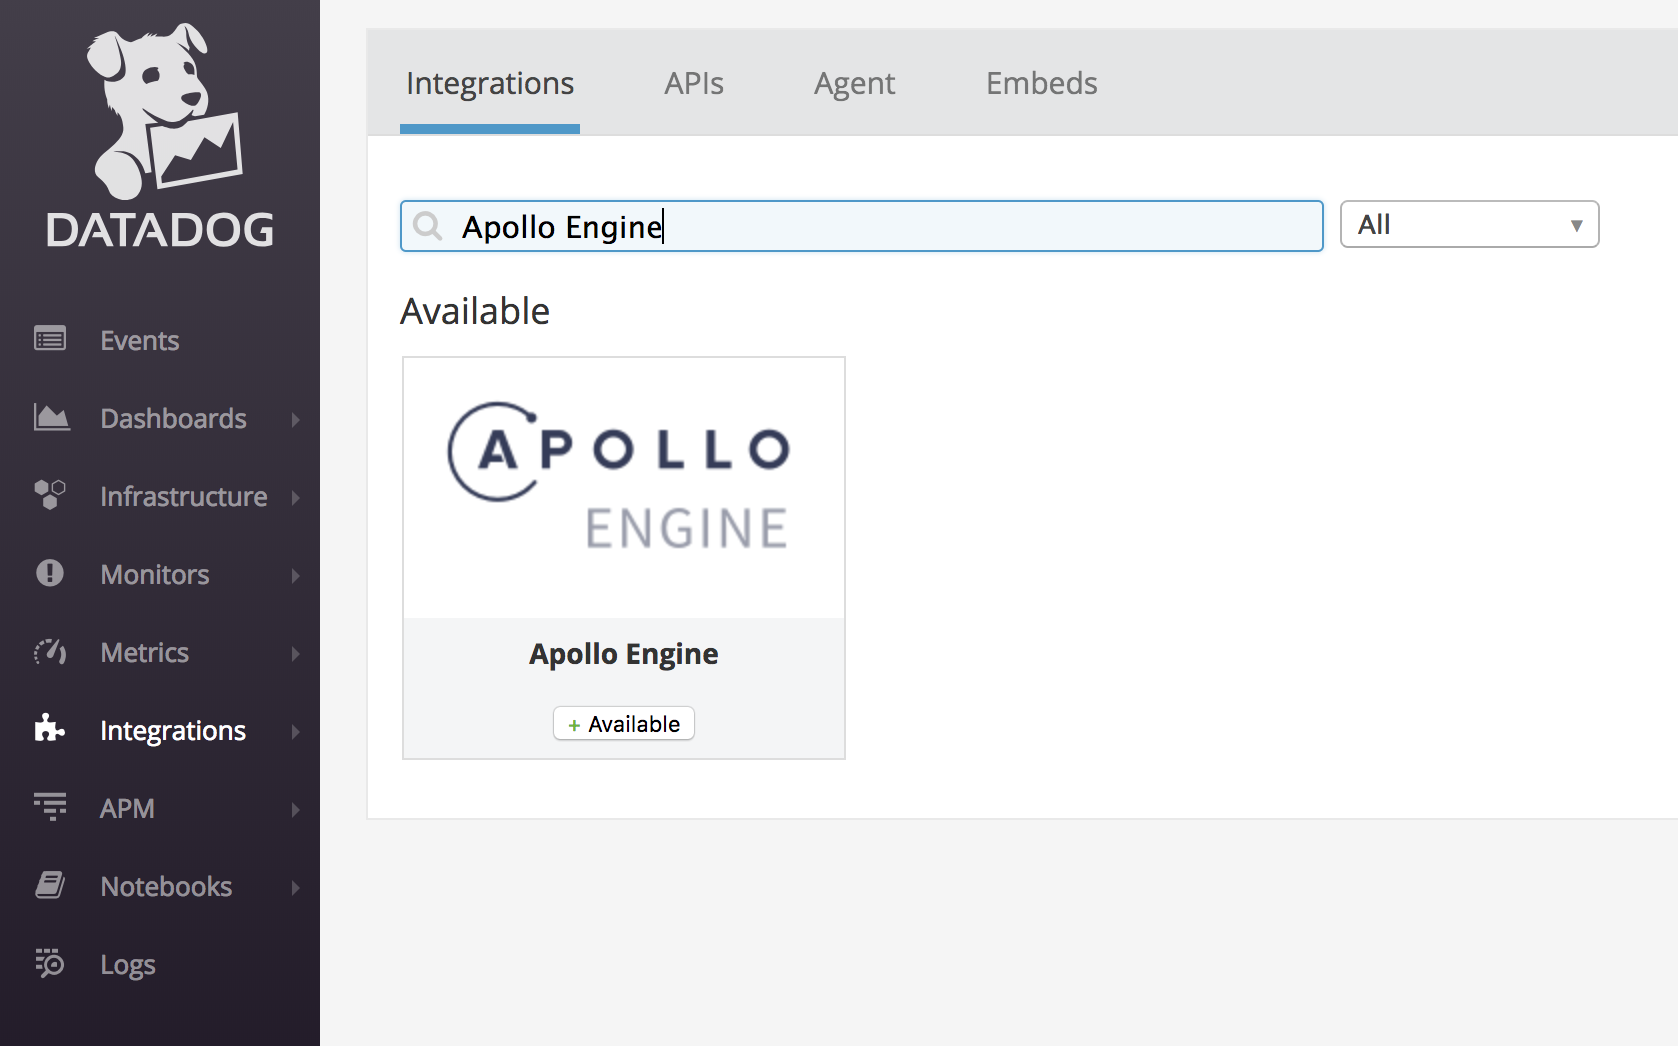 DATADOG
Events
Dashboards
Infrastructure
Monitors
Metrics
Integrations
APM
Notebooks
Logs
Integrations APIs Agent Embeds
Apollo Engine All
Available
APOLLO
ENGINE
Apollo Engine
+ Available